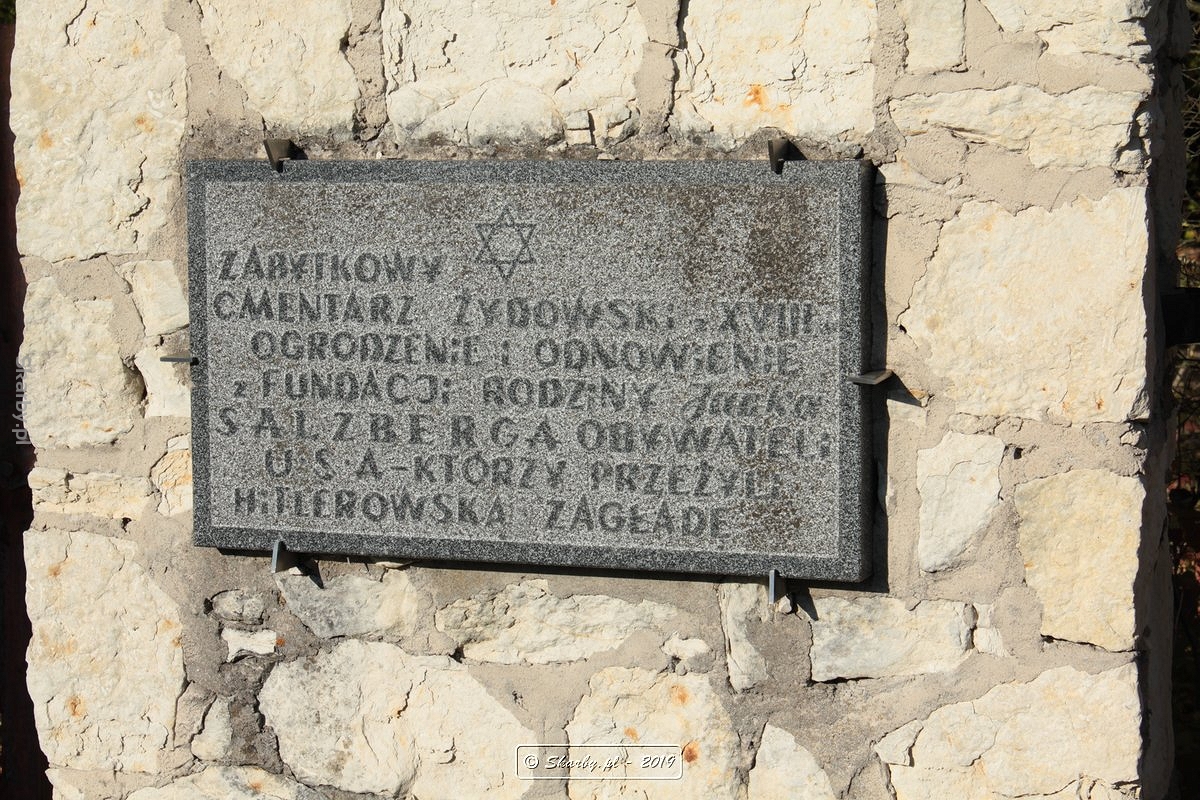 ZABYTKOWY
CMENTARZ ŻYDOWSKI z XVIII w.
OGRODZENiE i ODNOWiENiE
z FUNDACJi RODZiNY Janka
SALZBERGA OBYWATELi
U.S.A-KTÓRZY PRZEŻYLi
HiTLEROWSKĄ ZAGŁADĘ
© Skarby.pl - 2019
skarby.pl